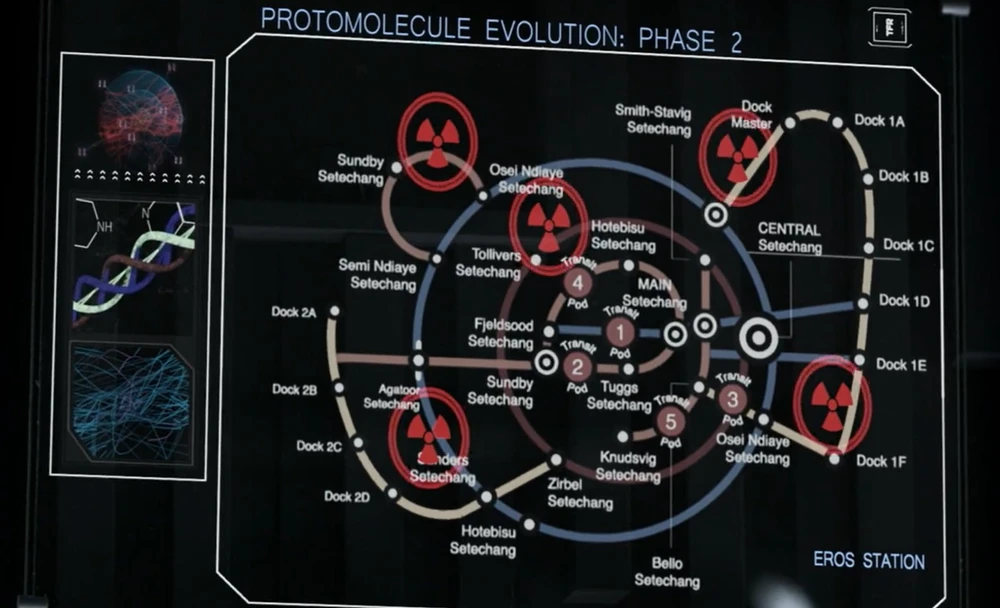 PROTOMOLECULE EVOLUTION: PHASE 2
TFR
NH
N
Smith-Stavig
Setechang
Dock
Master
Dock 1A
Sundby
Setechang
Osei Ndiaye
Setechang
Dock 1B
Hotebisu
Setechang
CENTRAL
Setechang
Dock 1C
Tollivers
Setechang
Semi Ndiaye
Setechang
Transit
4
Pod
MAIN
Setechang
Dock 1D
Dock 2A
Fjeldsood
Setechang
Transit
1
Pod
Dock 1E
Transit
2
Pod
Sundby
Setechang
Tuggs
Setechang
Transit
3
Pod
Dock 2B
Agatoor
Setechang
Transit
5
Pod
Osei Ndiaye
Setechang
Dock 2C
Setechang
Knudsvig
Setechang
Dock 1F
Dock 2D
Zirbel
Setechang
Hotebisu
Setechang
Bello
Setechang
EROS STATION